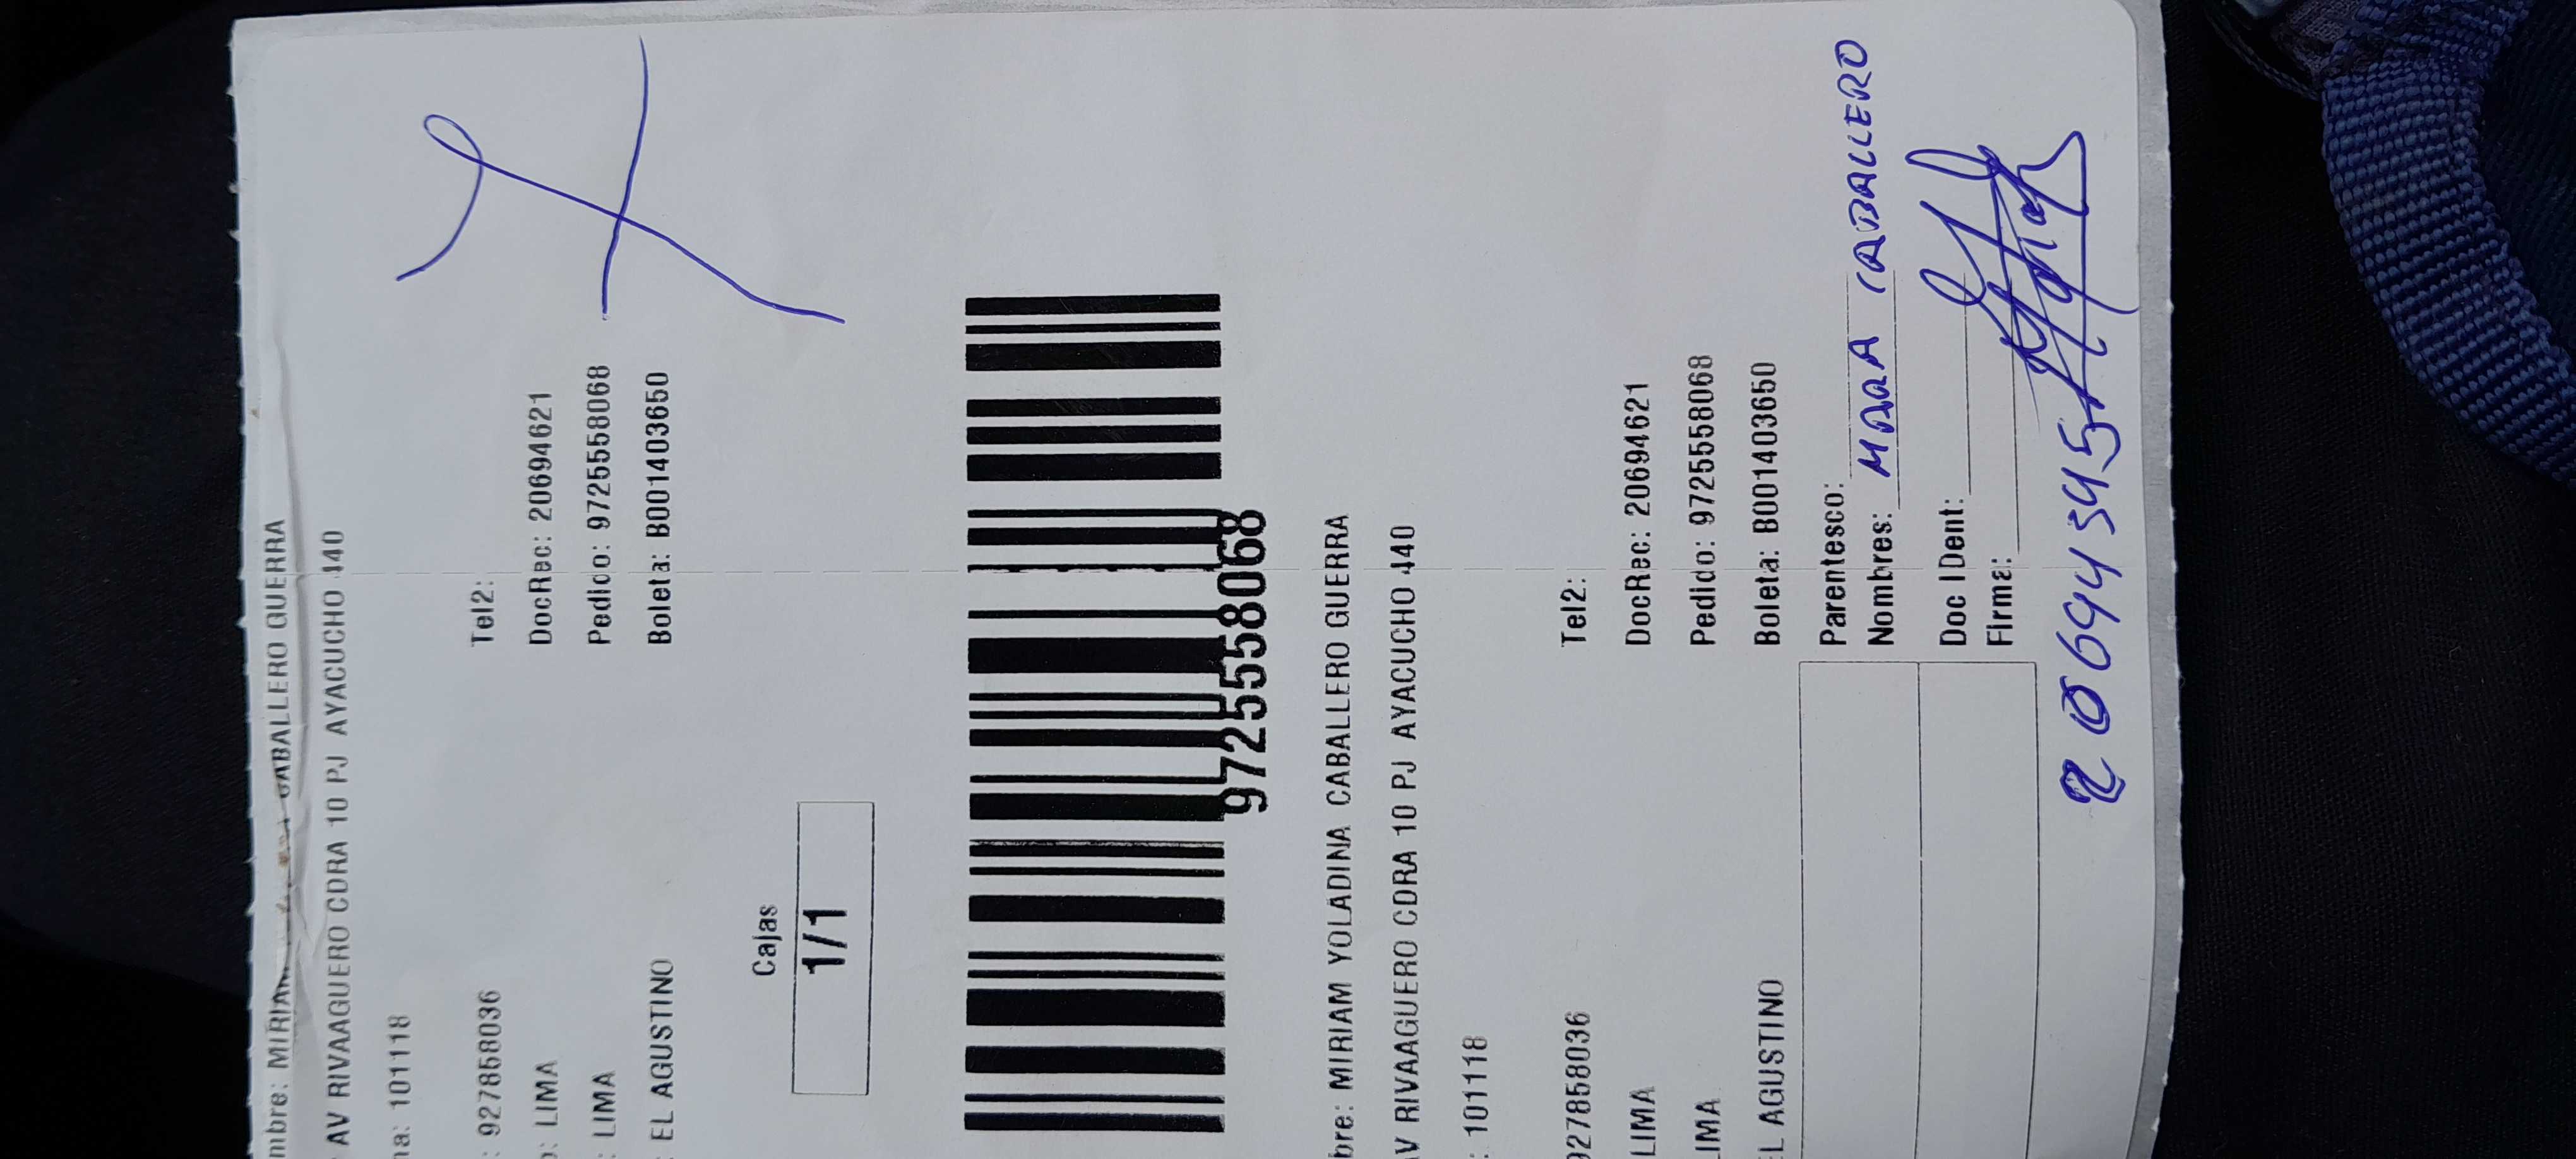 mbre: MIRIAM CABALLERO GUERRA
AV RIVAAGUERO CDRA 10 PJ AYACUCHO 440
na: 101118
: 927858036 Tel2:
o: LIMA DocRec: 20694621
: LIMA Pedido: 9725558068
: EL AGUSTINO Boleta: B001403650
Cajas
1/1
9725558068
bre: MIRIAM YOLADINA CABALLERO GUERRA
AV RIVAAGUERO CDRA 10 PJ AYACUCHO 440
: 101118
927858036 Tel2:
LIMA DocRec: 20694621
IMA Pedido: 9725558068
EL AGUSTINO Boleta: B001403650
Parentesco:
Nombres: CABALLERO
Doc IDent:
Firma:
20694345